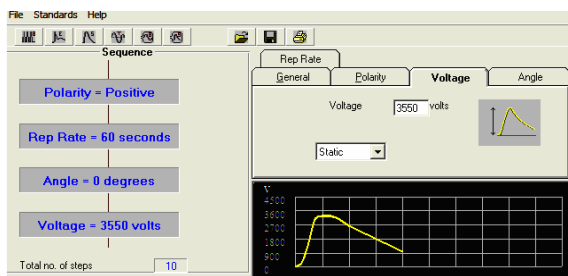 File Standards Help
Sequence
Polarity = Positive
Rep Rate = 60 seconds
Angle = 0 degrees
Voltage = 3550 volts
Total no. of steps 10
Rep Rate
General Polarity Voltage Angle
Voltage 3550 volts
Static
V
4500
3600
2700
1800
900
0